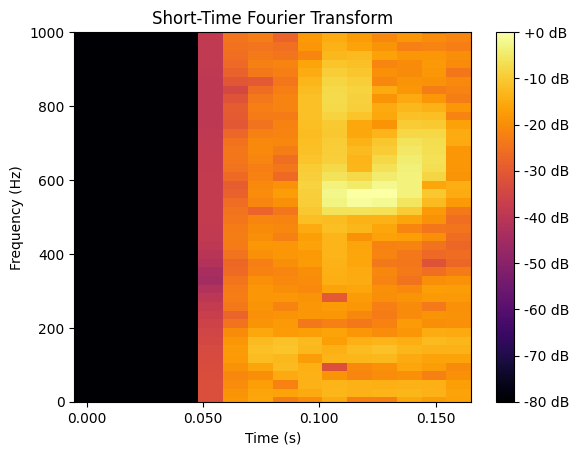 Short-Time Fourier Transform
1000
800
600
400
200
0
Frequency (Hz)
0.000
0.050
0.100
0.150
Time (s)
+0 dB
-10 dB
-20 dB
-30 dB
-40 dB
-50 dB
-60 dB
-70 dB
-80 dB